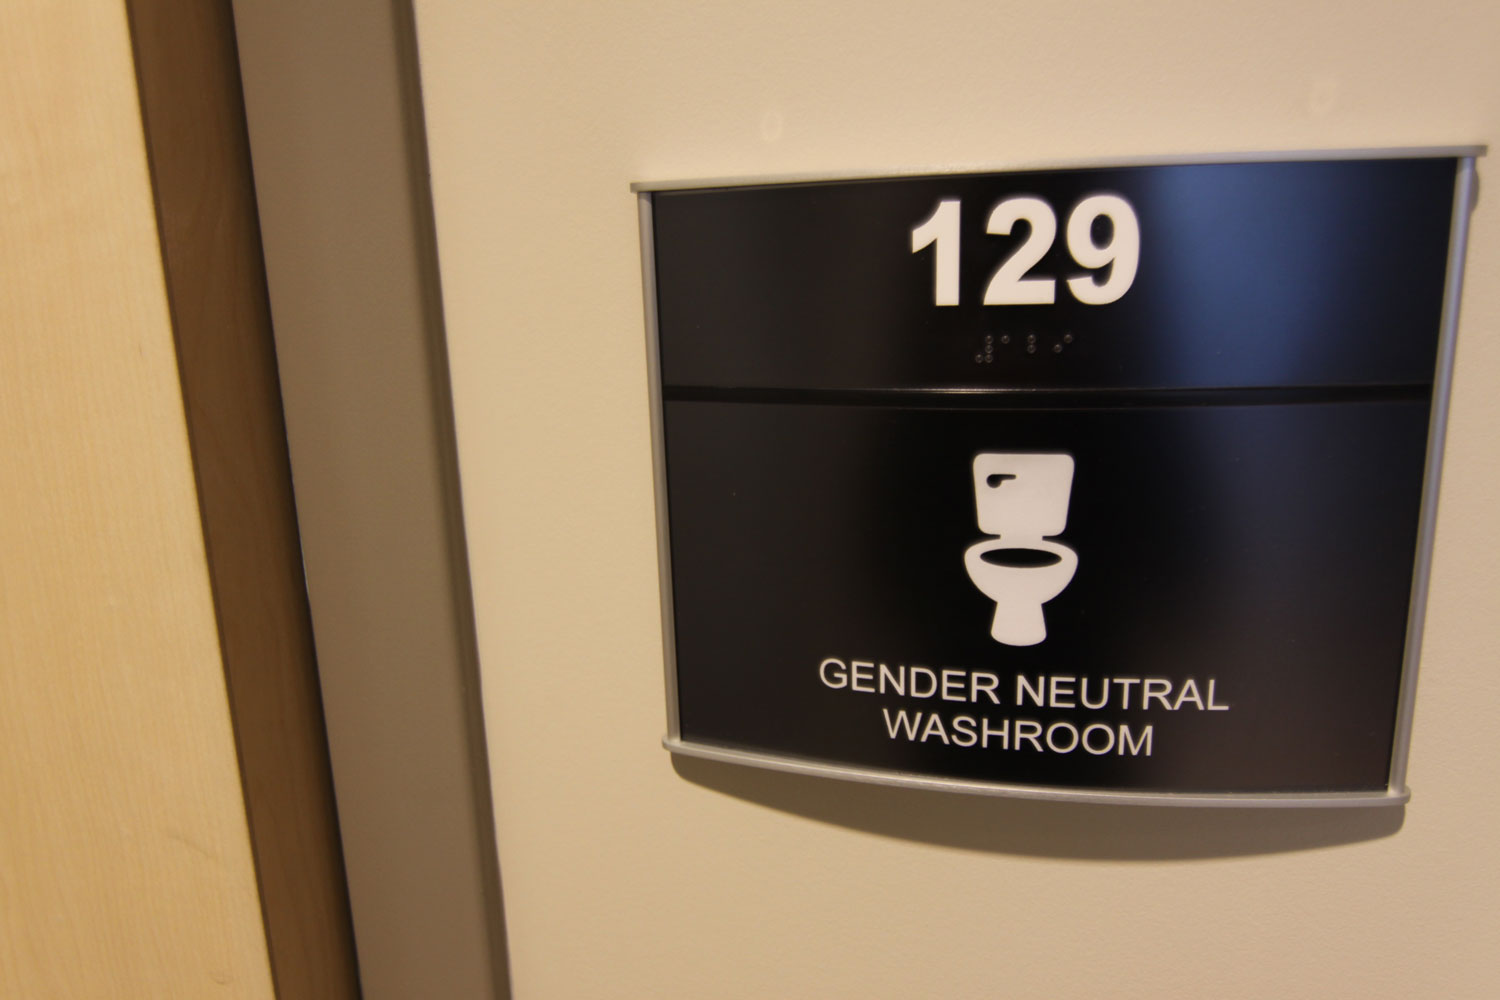 129
⠼⠁⠃⠊
GENDER NEUTRAL
WASHROOM